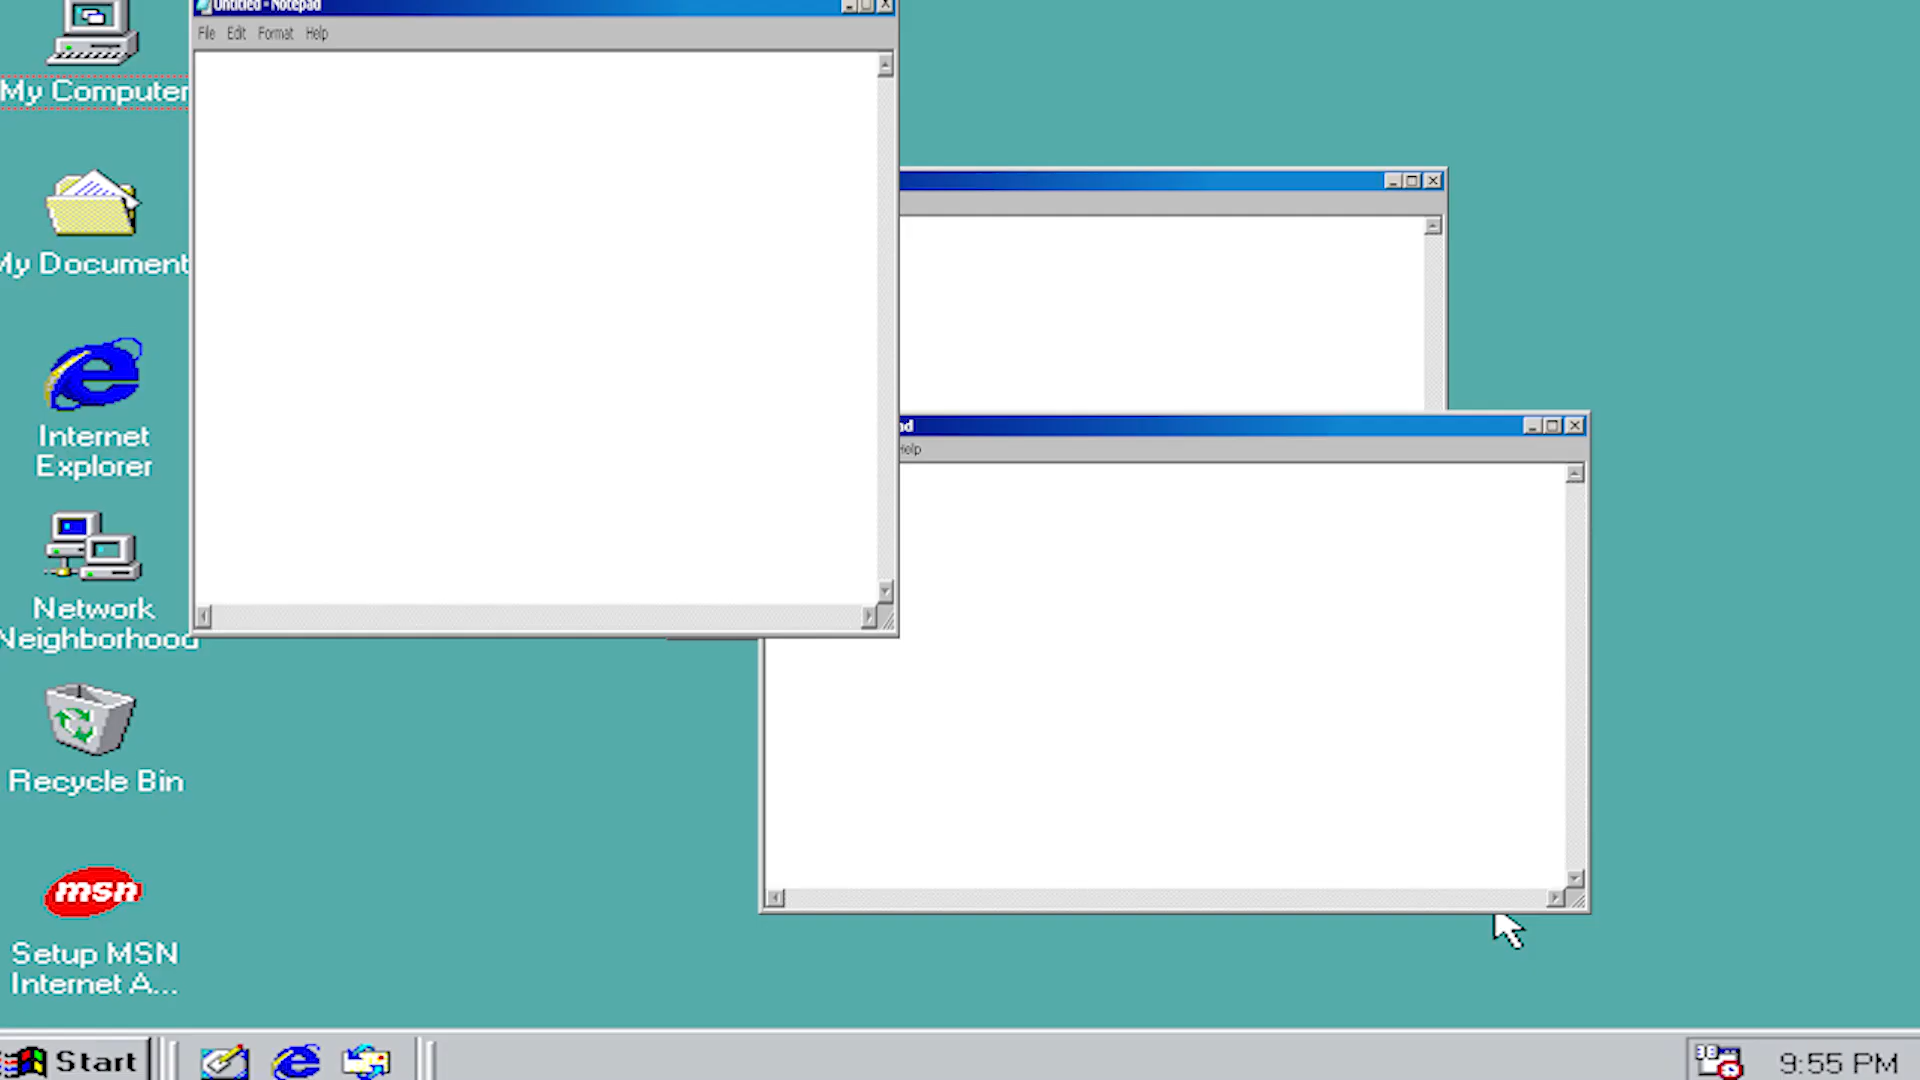 Untitled - Notepad
File Edit Format Help
My Computer
My Document
Help
Internet
Explorer
Network
Neighborhood
Recycle Bin
msn
Setup MSN
Internet A...
Start
9:55 PM